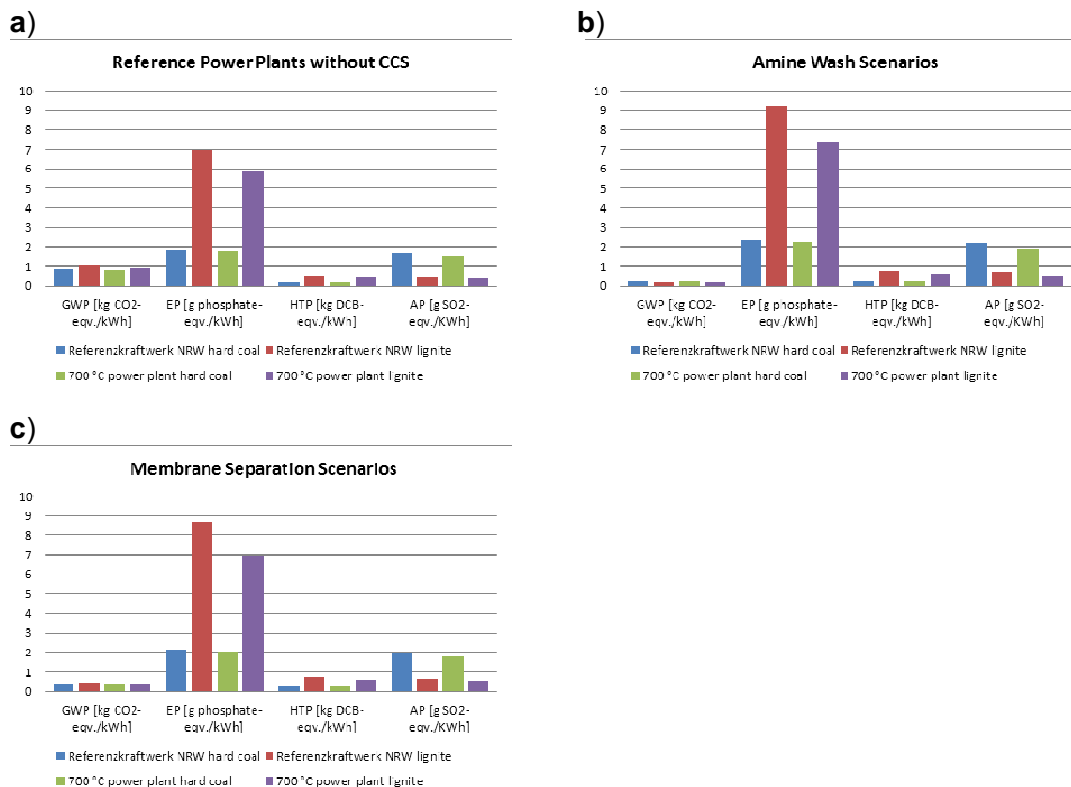 a)
Reference Power Plants without CCS
10
9
8
7
6
5
4
3
2
1
0
GWP [kg CO2-
eqv./kWh]
EP [g phosphate-
eqv./kWh]
HTP [kg DCB-
eqv./kWh]
AP [g SO2-
eqv./KWh]
Referenzkraftwerk NRW hard coal
Referenzkraftwerk NRW lignite
700 °C power plant hard coal
700 °C power plant lignite
b)
Amine Wash Scenarios
10
9
8
7
6
5
4
3
2
1
0
GWP [kg CO2-
eqv./kWh]
EP [g phosphate-
eqv./kWh]
HTP [kg DCB-
eqv./kWh]
AP [g SO2-
eqv./KWh]
Referenzkraftwerk NRW hard coal
Referenzkraftwerk NRW lignite
700 °C power plant hard coal
700 °C power plant lignite
c)
Membrane Separation Scenarios
10
9
8
7
6
5
4
3
2
1
0
GWP [kg CO2-
eqv./kWh]
EP [g phosphate-
eqv./kWh]
HTP [kg DCB-
eqv./kWh]
AP [g SO2-
eqv./KWh]
Referenzkraftwerk NRW hard coal
Referenzkraftwerk NRW lignite
700 °C power plant hard coal
700 °C power plant lignite